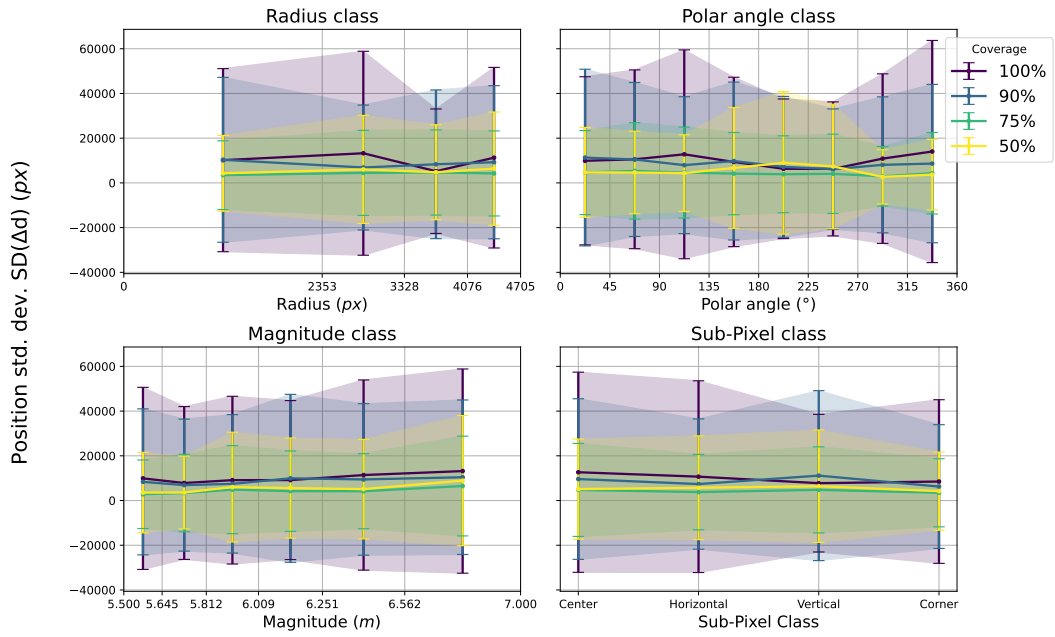 Radius class
Polar angle class
60000
40000
20000
0
−20000
−40000
0
2353
3328
4076
4705
Radius (px)
0
45
90
135
180
225
270
315
360
Polar angle (°)
Coverage
100%
90%
75%
50%
Position std. dev. SD(Δd) (px)
Magnitude class
Sub-Pixel class
60000
40000
20000
0
−20000
−40000
5.500
5.645
5.812
6.009
6.251
6.562
7.000
Magnitude (m)
Center
Horizontal
Vertical
Corner
Sub-Pixel Class